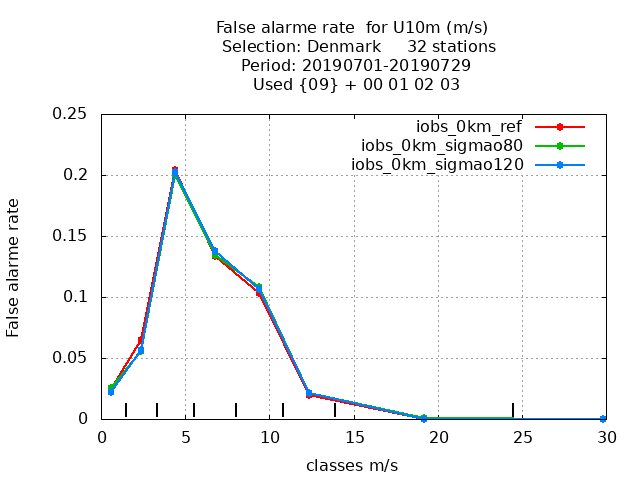 False alarme rate  for U10m (m/s)
Selection: Denmark     32 stations
Period: 20190701-20190729
Used {09} + 00 01 02 03
iobs_0km_ref
iobs_0km_sigmao80
iobs_0km_sigmao120
False alarme rate
0.25
0.2
0.15
0.1
0.05
0
0 5 10 15 20 25 30
classes m/s